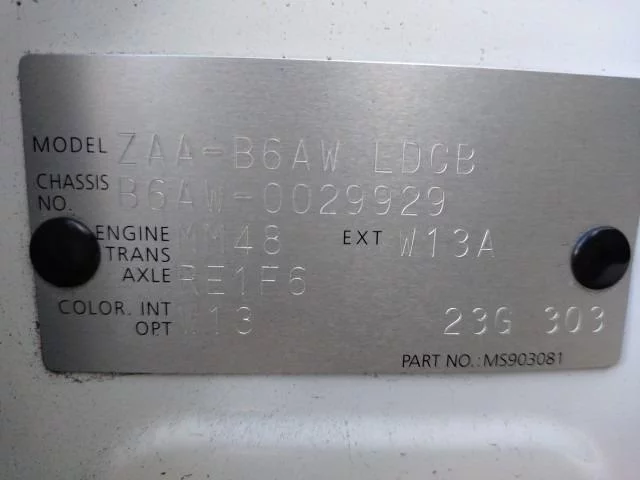 MODEL ZAA-B6AW LDCB
CHASSIS NO. B6AW-0029929
ENGINE MM48 EXT W13A
TRANS AXLE RE1F6
COLOR. INT 13
OPT 23G 303
PART NO.:MS903081